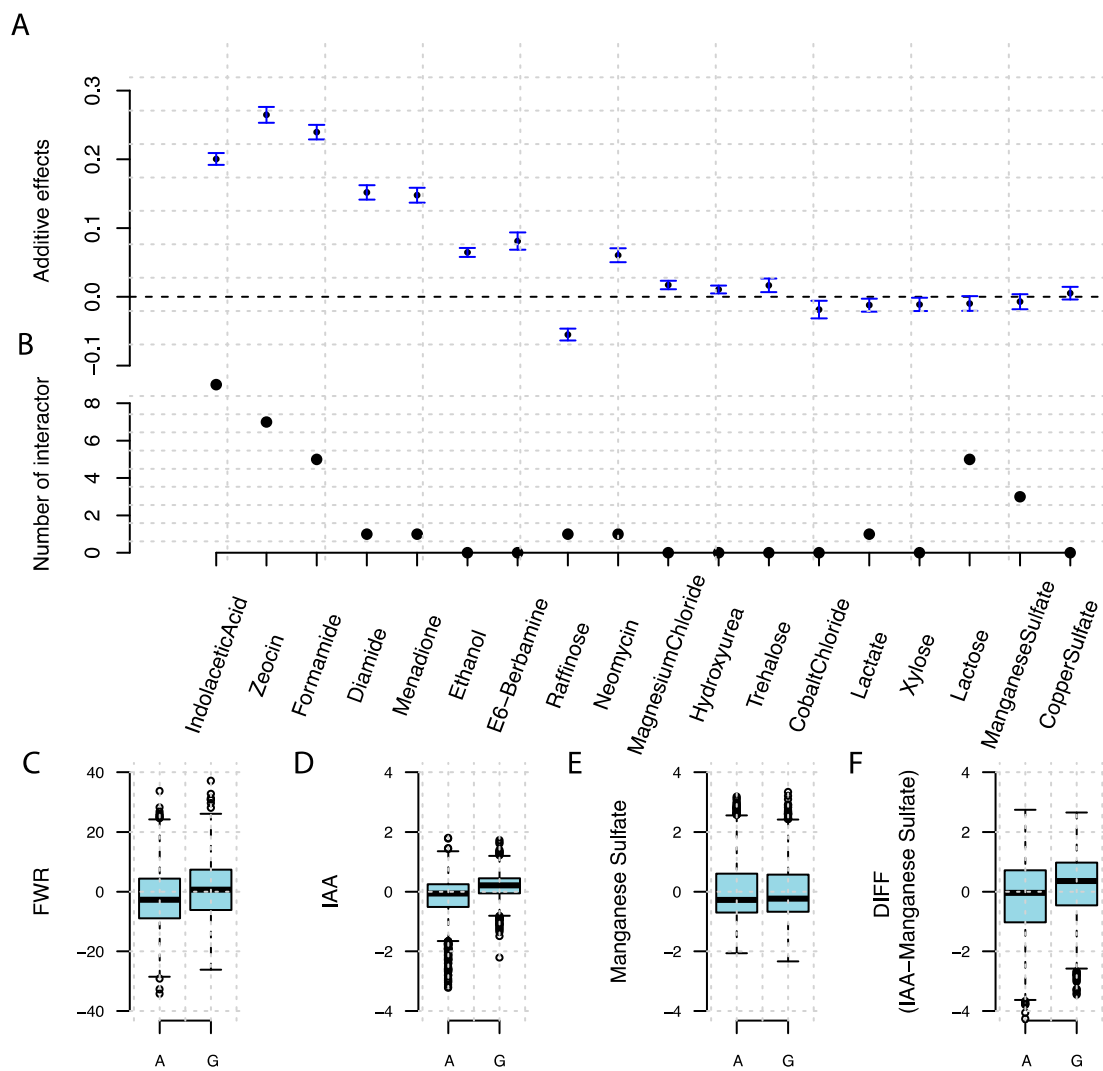 A
Additive effects
0.3
0.2
0.1
0.0
−0.1
B
Number of interactor
8
6
4
2
0
IndolaceticAcid
Zeocin
Formamide
Diamide
Menadione
Ethanol
E6−Berbamine
Raffinose
Neomycin
MagnesiumChloride
Hydroxyurea
Trehalose
CobaltChloride
Lactate
Xylose
Lactose
ManganeseSulfate
CopperSulfate
C
FWR
40
20
0
−20
−40
A G
D
IAA
4
2
0
−2
−4
A G
E
Manganese Sulfate
4
2
0
−2
−4
A G
F
DIFF
(IAA−Manganese Sulfate)
4
2
0
−2
−4
A G